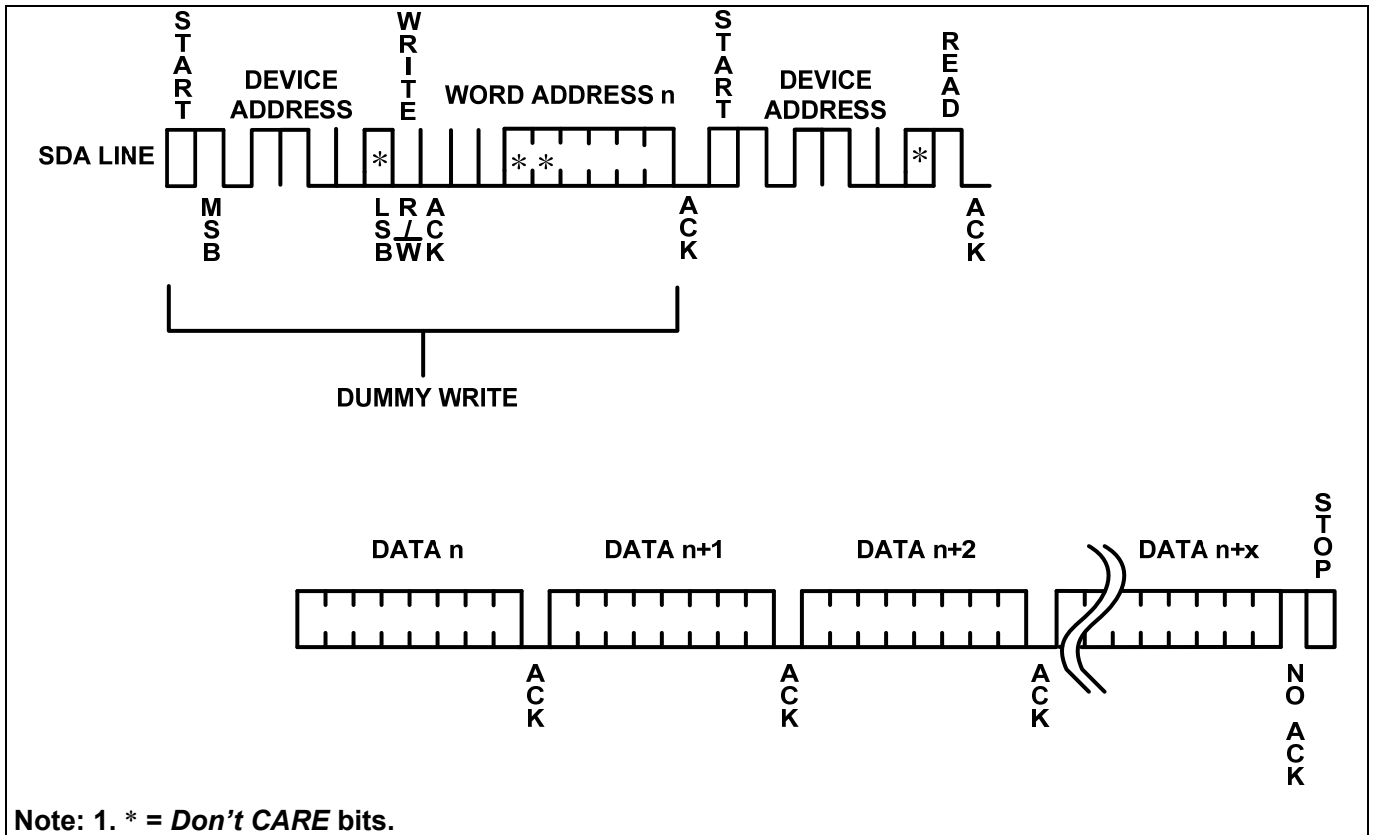 START
WRITE
START
READ
DEVICE
ADDRESS
WORD ADDRESS n
DEVICE
ADDRESS
SDA LINE
*
* *
*
MSB
LSB
R/W
ACK
ACK
ACK
DUMMY WRITE
STOP
DATA n
DATA n+1
DATA n+2
DATA n+x
ACK
ACK
ACK
NO ACK
Note: 1. * = Don't CARE bits.